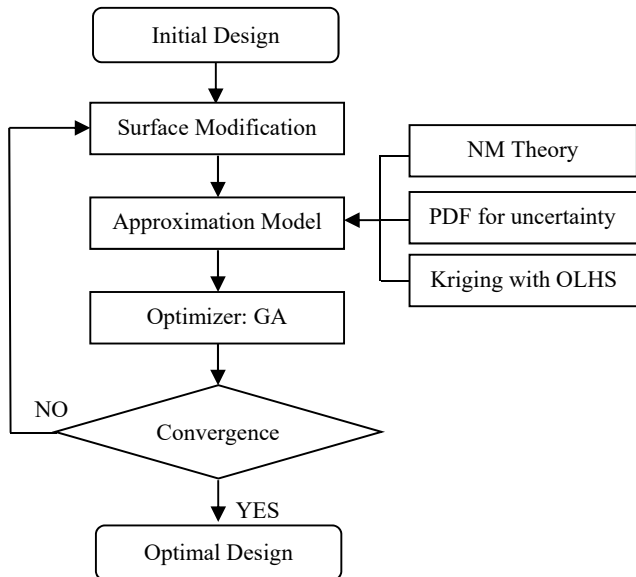 Initial Design
Surface Modification
NM Theory
Approximation Model
PDF for uncertainty
Kriging with OLHS
Optimizer: GA
NO
Convergence
YES
Optimal Design